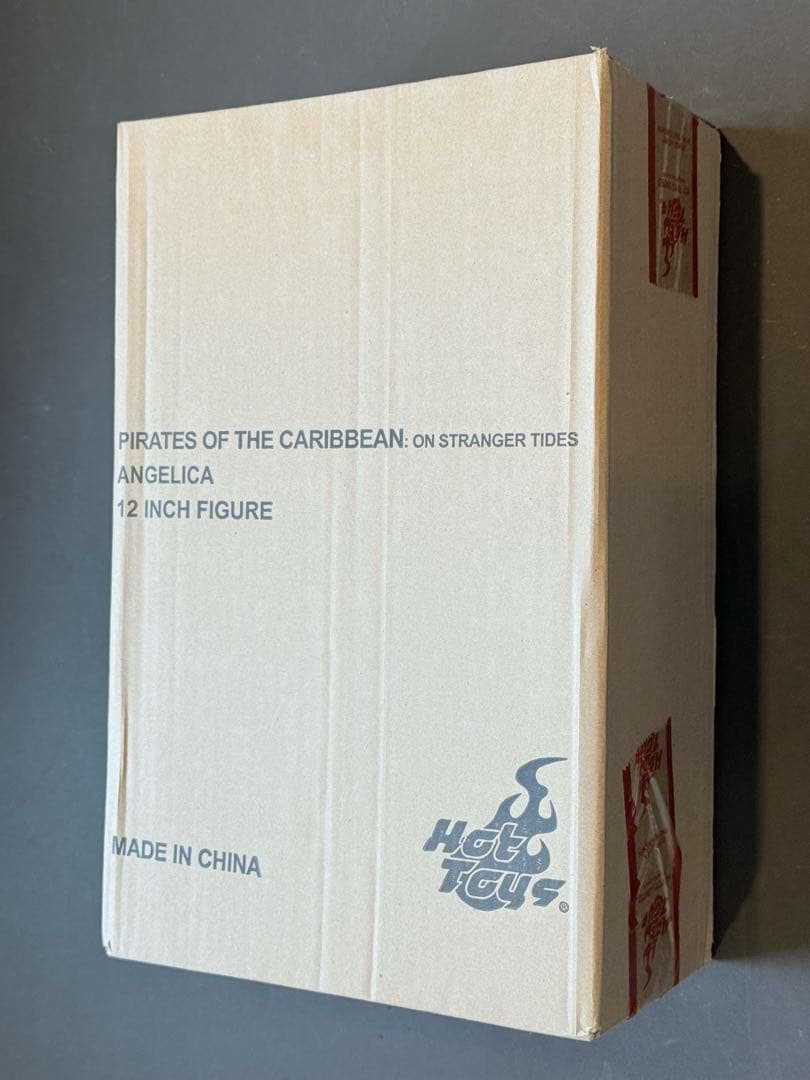 PIRATES OF THE CARIBBEAN: ON STRANGER TIDES
ANGELICA
12 INCH FIGURE
MADE IN CHINA
Hot
Toys®